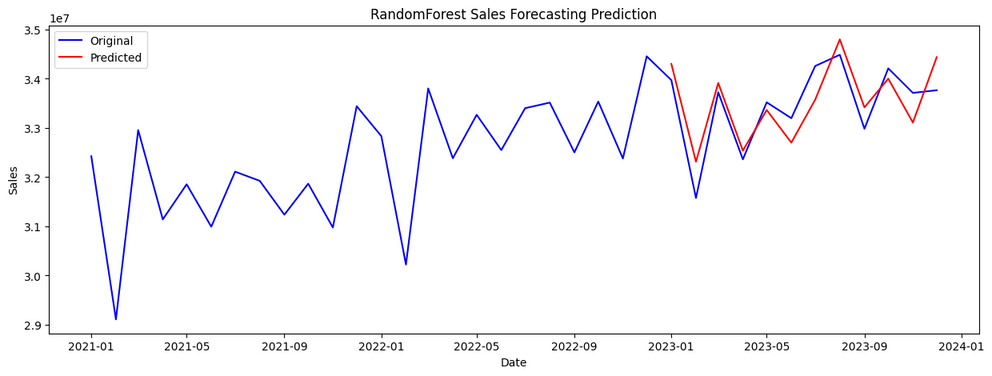 RandomForest Sales Forecasting Prediction
1e7
Original
Predicted
3.5
3.4
3.3
3.2
3.1
3.0
2.9
Sales
2021-01 2021-05 2021-09 2022-01 2022-05 2022-09 2023-01 2023-05 2023-09 2024-01
Date